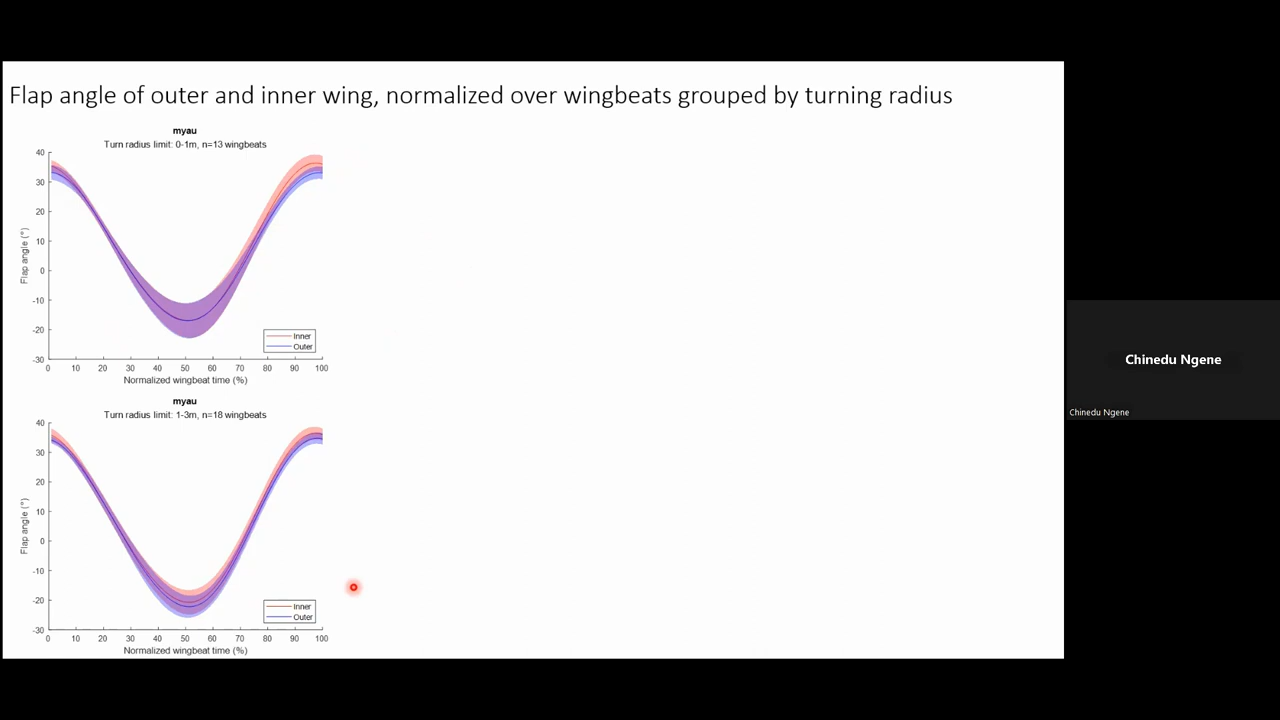 Flap angle of outer and inner wing, normalized over wingbeats grouped by turning radius
myau
Turn radius limit: 0-1m, n=13 wingbeats
40
30
20
10
0
-10
-20
-30
Flap angle (°)
Inner
Outer
0 10 20 30 40 50 60 70 80 90 100
Normalized wingbeat time (%)
myau
Turn radius limit: 1-3m, n=18 wingbeats
40
30
20
10
0
-10
-20
-30
Flap angle (°)
Inner
Outer
0 10 20 30 40 50 60 70 80 90 100
Normalized wingbeat time (%)
Chinedu Ngene
Chinedu Ngene